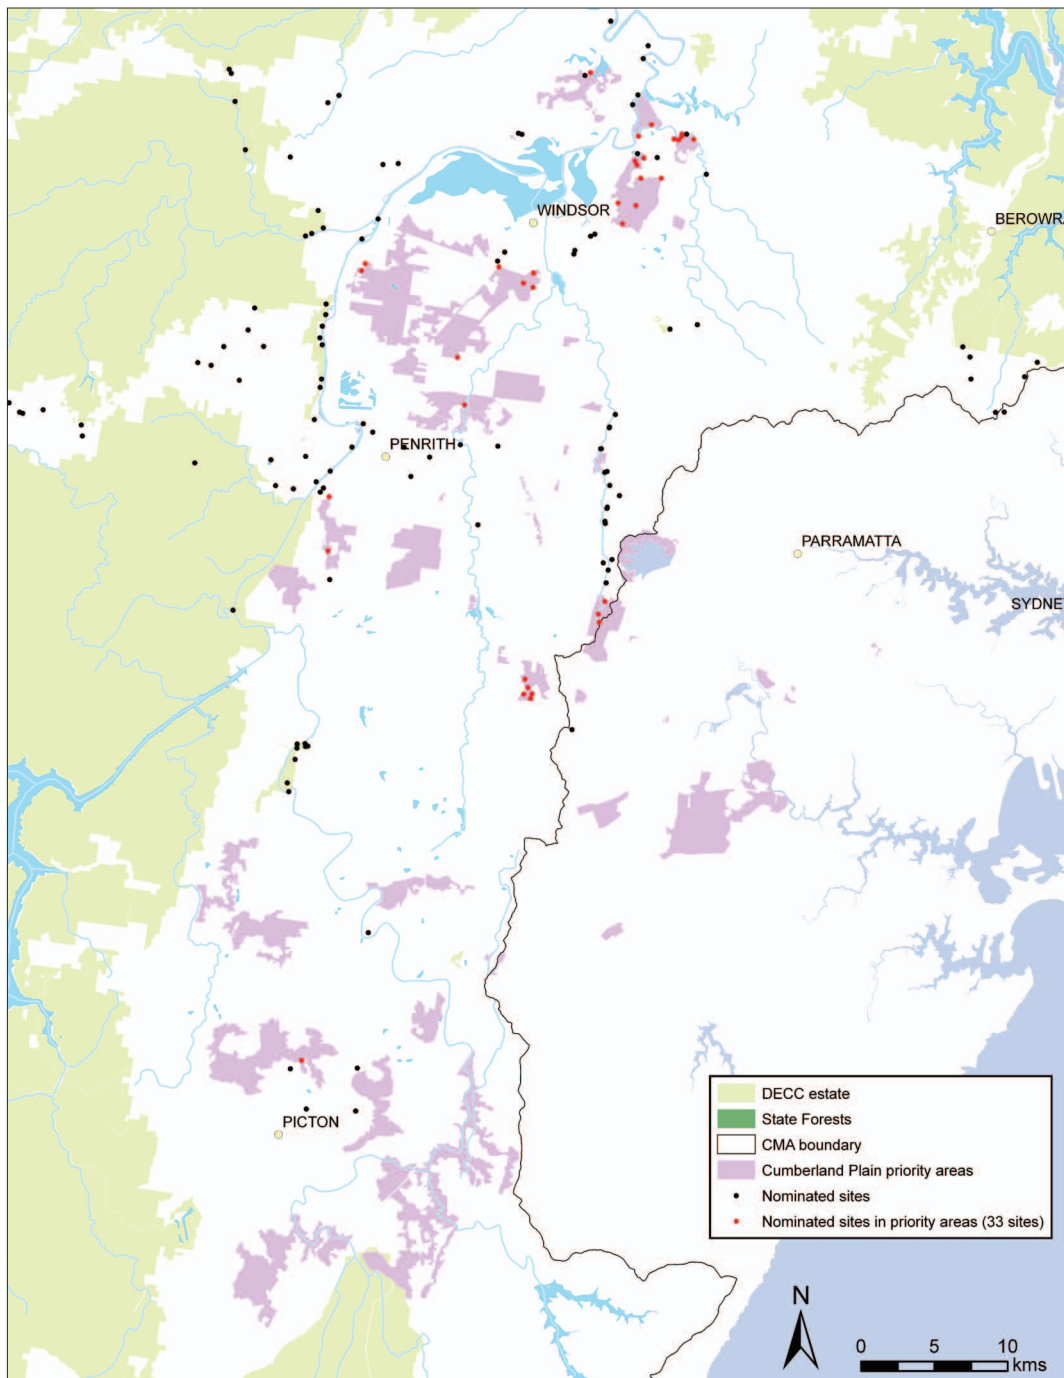 WINDSOR
BEROWRA
PENRITH
PARRAMATTA
SYDNE
PICTON
DECC estate
State Forests
CMA boundary
Cumberland Plain priority areas
Nominated sites
Nominated sites in priority areas (33 sites)
N
0 5 10
kms